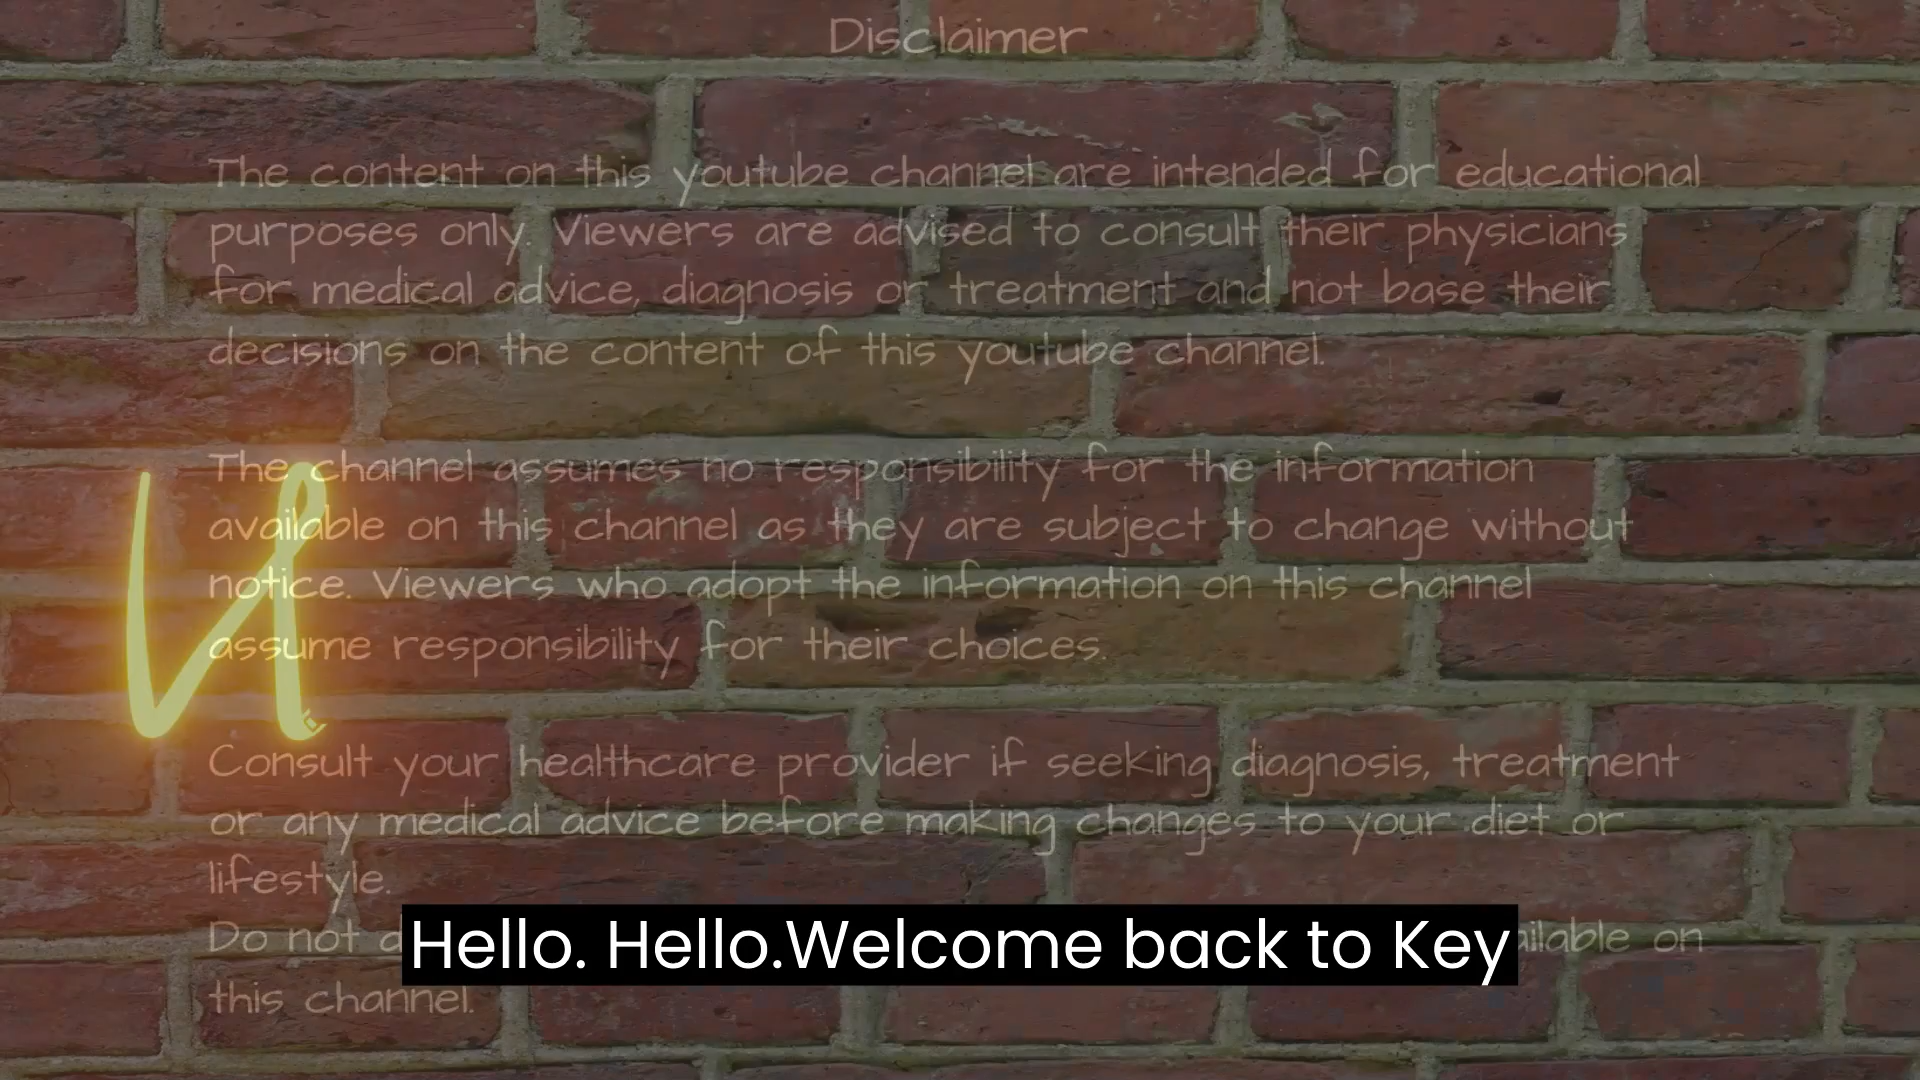 Disclaimer
The content on this youtube channel are intended for educational
purposes only. Viewers are advised to consult their physicians
for medical advice, diagnosis or treatment and not base their
decisions on the content of this youtube channel.
The channel assumes no responsibility for the information
available on this channel as they are subject to change without
notice. Viewers who adopt the information on this channel
assume responsibility for their choices.
Consult your healthcare provider if seeking diagnosis, treatment
or any medical advice before making changes to your diet or
lifestyle.
Do not on
Hello. Hello.Welcome back to Key
this channel.